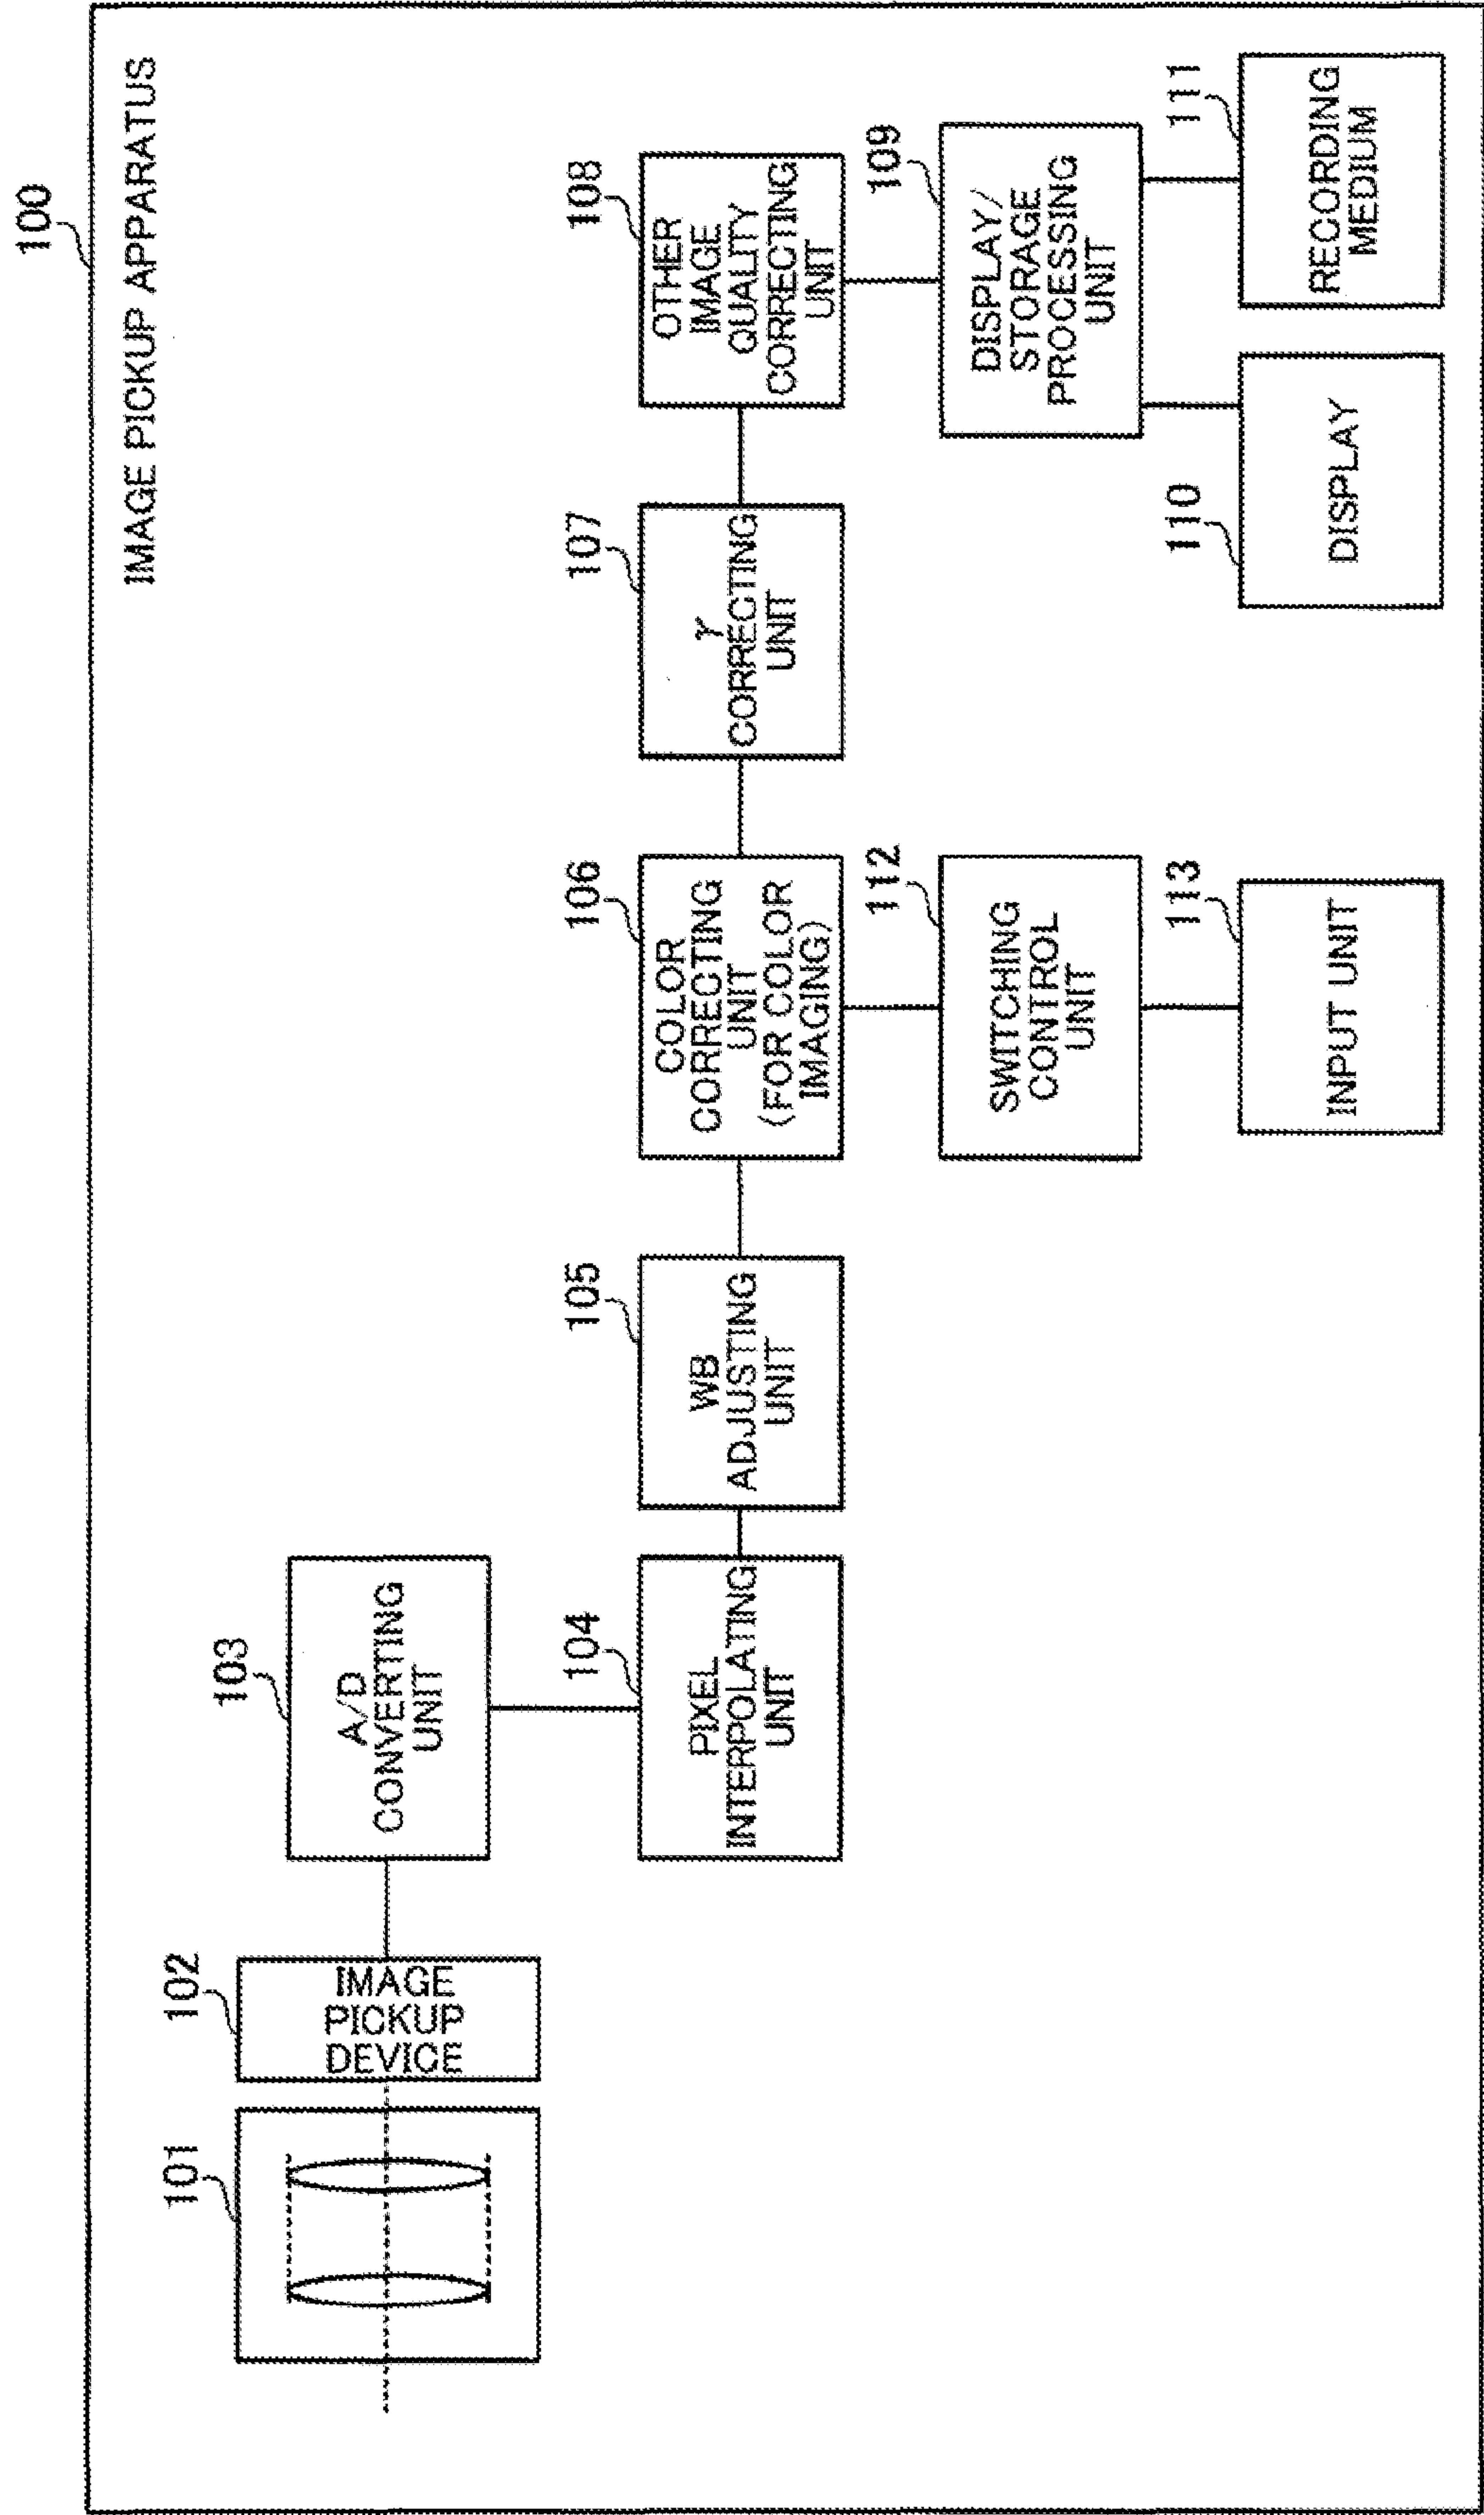 100
IMAGE PICKUP APPARATUS
101
102
IMAGE
PICKUP
DEVICE
103
A/D
CONVERTING
UNIT
104
PIXEL
INTERPOLATING
UNIT
105
WB
ADJUSTING
UNIT
106
COLOR
CORRECTING
UNIT
(FOR COLOR
IMAGING)
107
γ
CORRECTING
UNIT
108
OTHER
IMAGE
QUALITY
CORRECTING
UNIT
112
SWITCHING
CONTROL
UNIT
109
DISPLAY/
STORAGE
PROCESSING
UNIT
113
INPUT UNIT
110
DISPLAY
111
RECORDING
MEDIUM